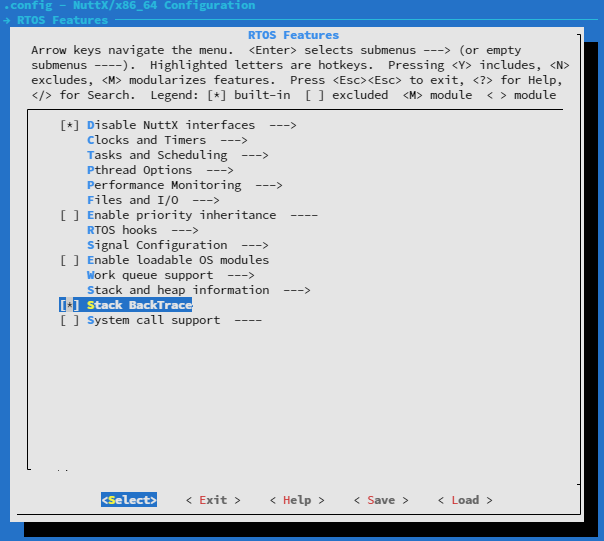 .config - NuttX/x86_64 Configuration
→ RTOS Features
RTOS Features
Arrow keys navigate the menu.  <Enter> selects submenus ---> (or empty
submenus ----).  Highlighted letters are hotkeys.  Pressing <Y> includes, <N>
excludes, <M> modularizes features.  Press <Esc><Esc> to exit, <?> for Help,
</> for Search.  Legend: [*] built-in  [ ] excluded  <M> module  < > module
[*] Disable NuttX interfaces  --->
Clocks and Timers  --->
Tasks and Scheduling  --->
Pthread Options  --->
Performance Monitoring  --->
Files and I/O  --->
[ ] Enable priority inheritance  ----
RTOS hooks  --->
Signal Configuration  --->
[ ] Enable loadable OS modules
Work queue support  --->
Stack and heap information  --->
[*] Stack BackTrace
[ ] System call support  ----
<Select>    < Exit >    < Help >    < Save >    < Load >